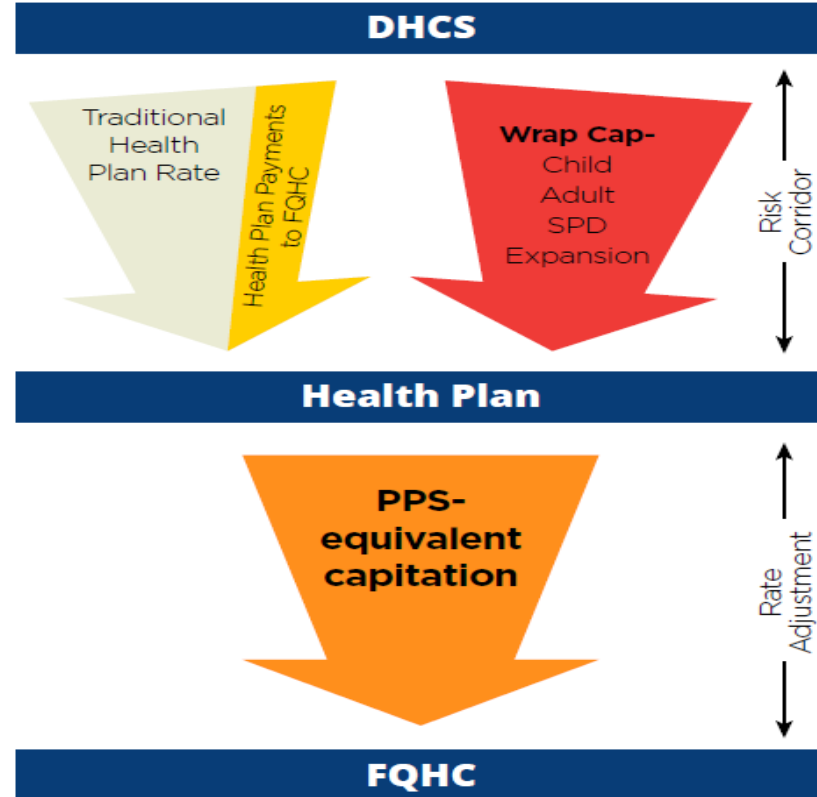 DHCS
Traditional
Health
Plan Rate
Health Plan Payments
to FQHC
Wrap Cap-
Child
Adult
SPD
Expansion
Risk
Corridor
Health Plan
PPS-
equivalent
capitation
Rate
Adjustment
FQHC